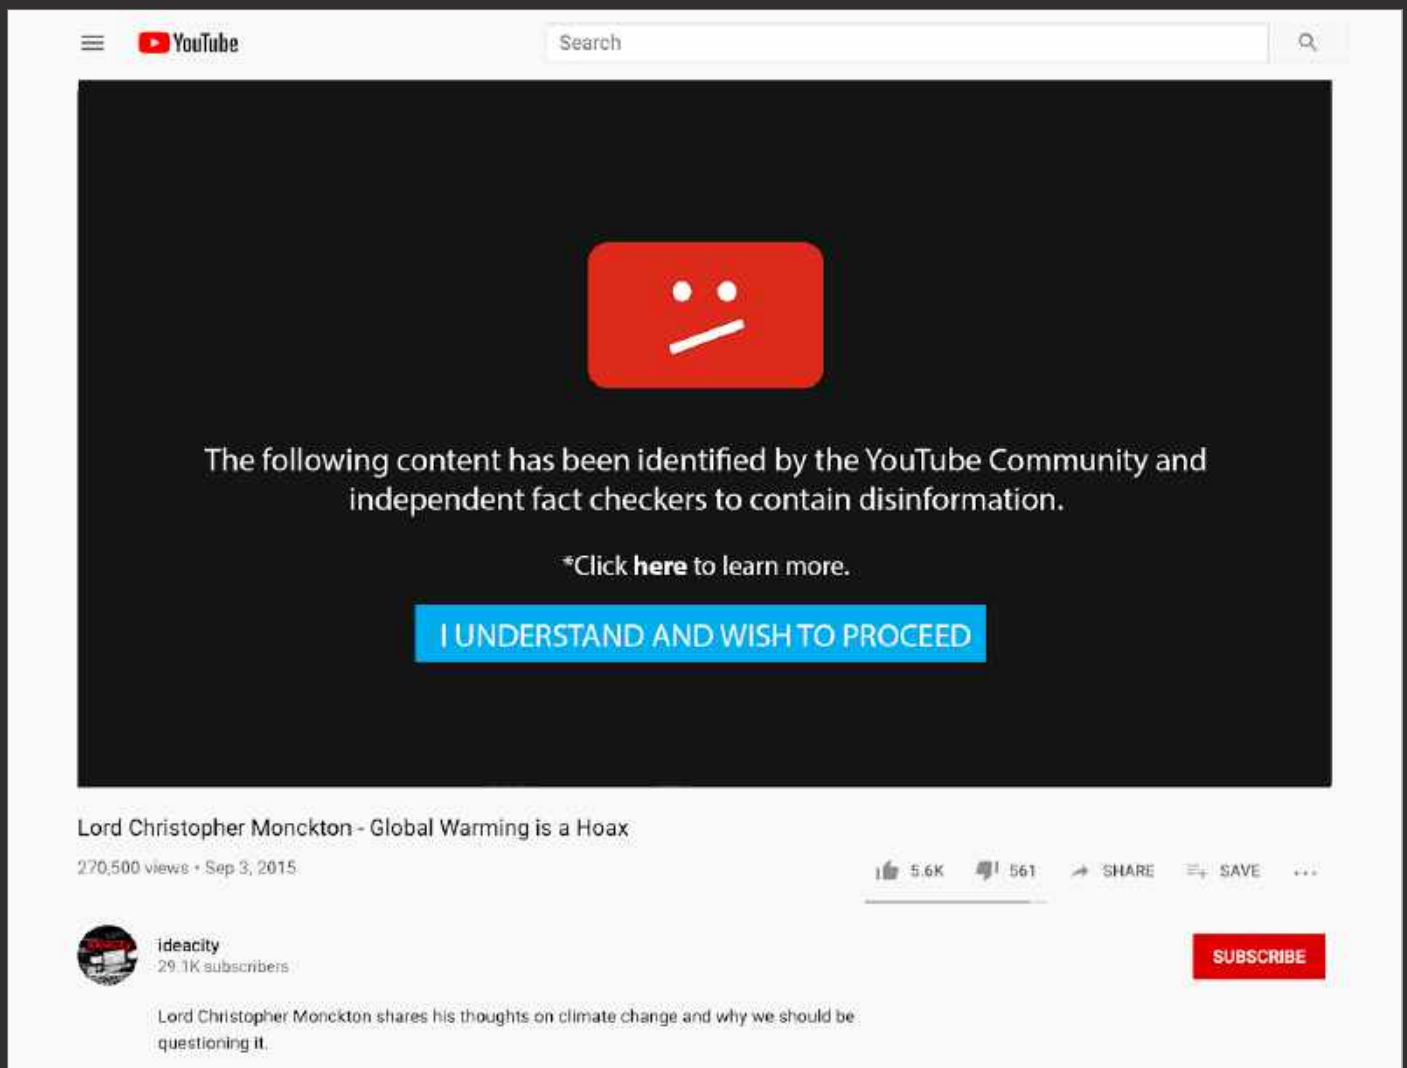 YouTube
Search
The following content has been identified by the YouTube Community and
independent fact checkers to contain disinformation.
*Click here to learn more.
I UNDERSTAND AND WISH TO PROCEED
Lord Christopher Monckton - Global Warming is a Hoax
270,500 views • Sep 3, 2015
5.6K 561 SHARE SAVE
ideacity
29.1K subscribers
SUBSCRIBE
Lord Christopher Monckton shares his thoughts on climate change and why we should be
questioning it.